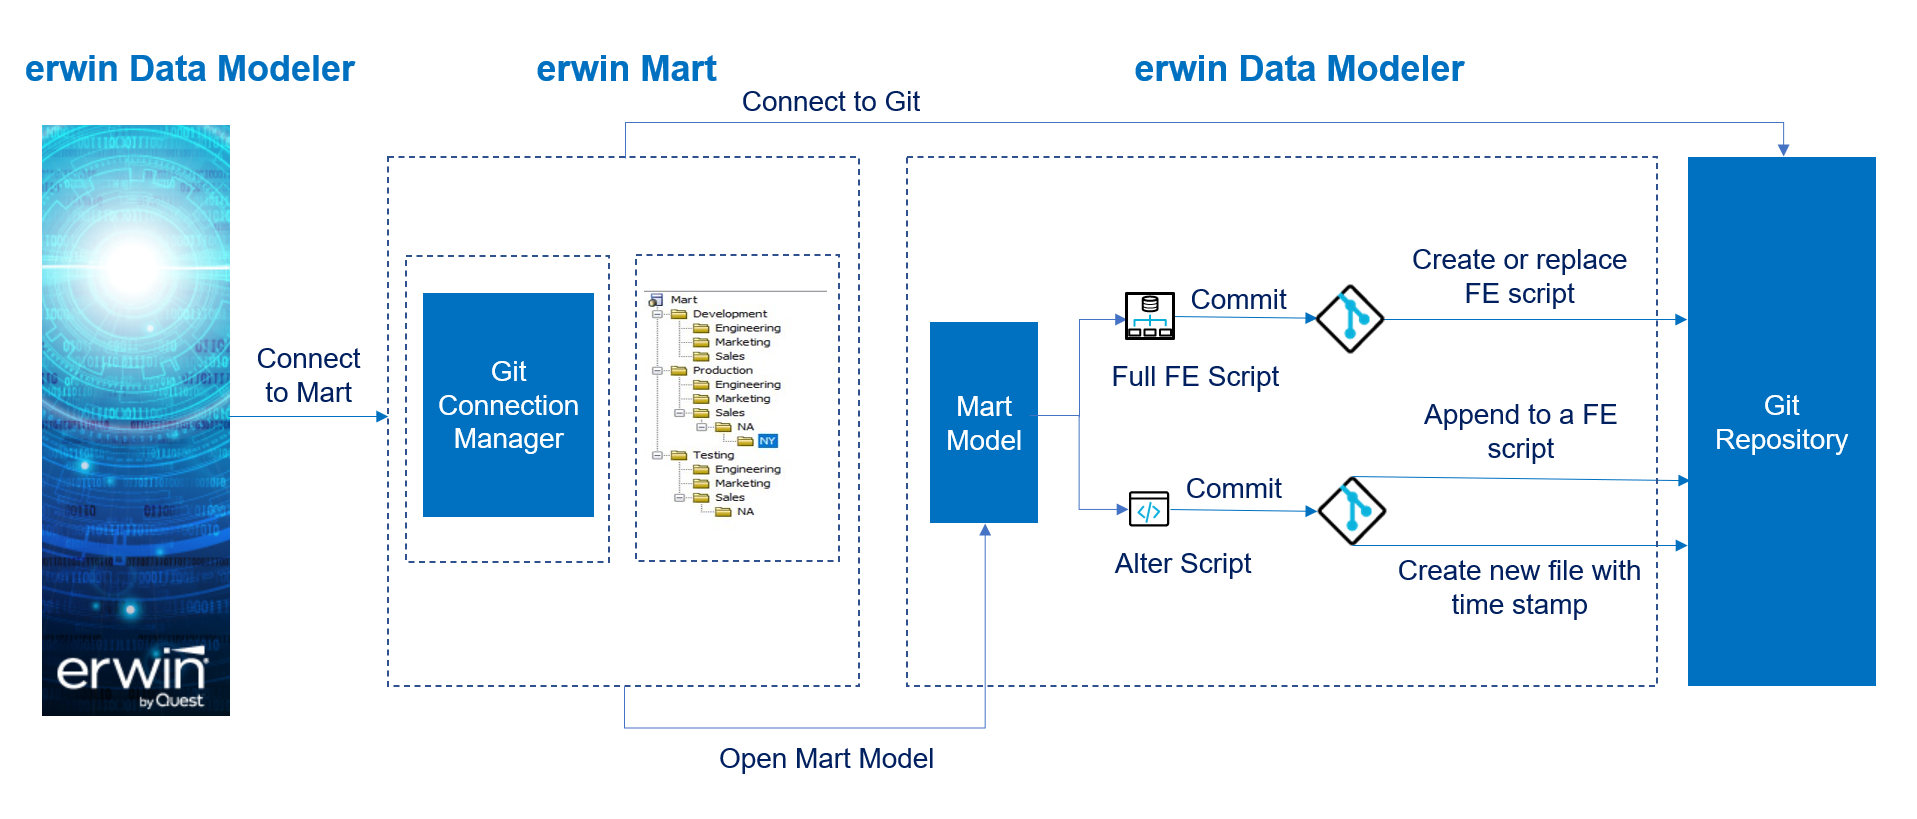 erwin Data Modeler
erwin Mart
erwin Data Modeler
Connect to Git
Connect
to Mart
erwin
by Quest
Git
Connection
Manager
Mart
Development
Engineering
Marketing
Sales
Production
Engineering
Marketing
Sales
NA
NY
Testing
Engineering
Marketing
Sales
NA
Open Mart Model
Mart
Model
Commit
Full FE Script
Create or replace
FE script
Commit
Alter Script
Append to a FE
script
Create new file with
time stamp
Git
Repository